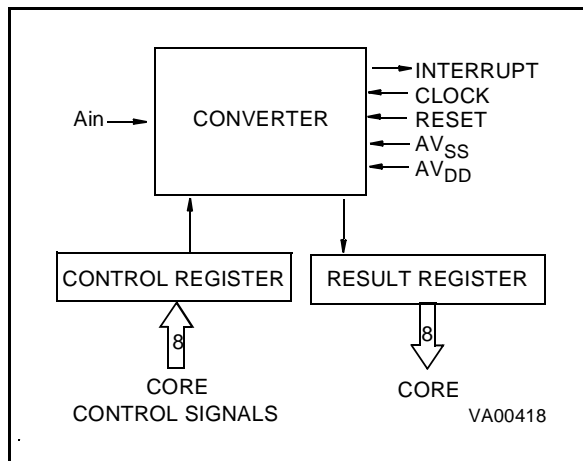 INTERRUPT
CLOCK
Ain
CONVERTER
RESET
AVSS
AVDD
CONTROL REGISTER
RESULT REGISTER
8
8
CORE
CONTROL SIGNALS
CORE
VA00418